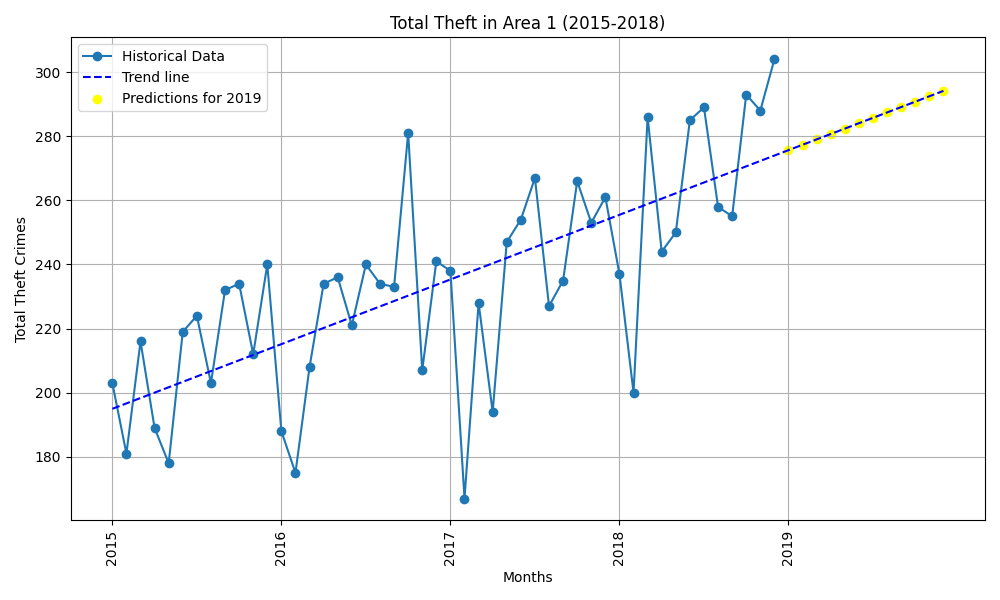 Total Theft in Area 1 (2015-2018)
Historical Data
Trend line
Predictions for 2019
Total Theft Crimes
300
280
260
240
220
200
180
2015
2016
2017
2018
2019
Months